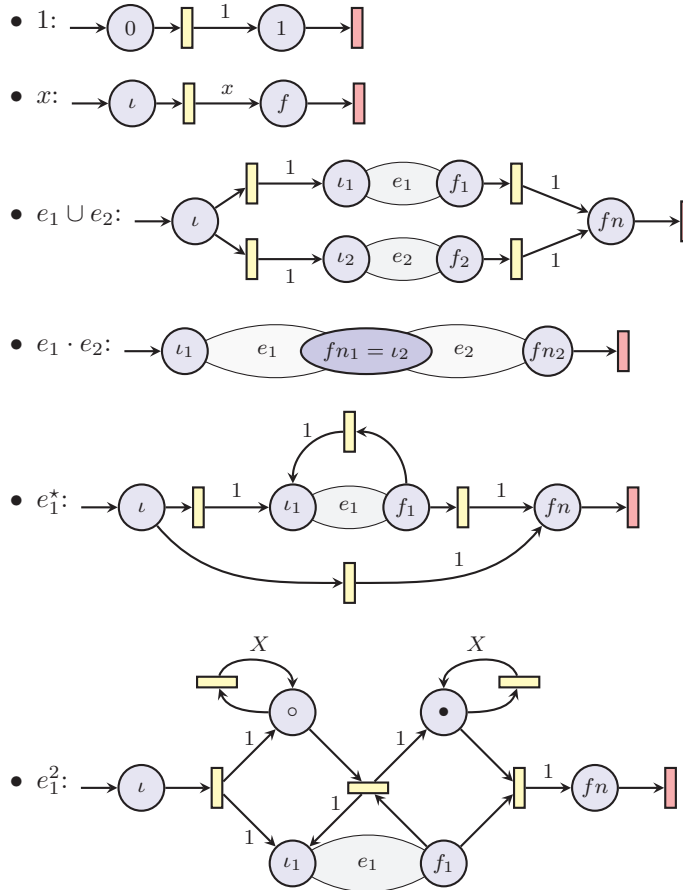 • 1: 0 1 1
• x: ι x f
1 ι₁ e₁ f₁ 1
• e₁ ∪ e₂: ι fn
1 ι₂ e₂ f₂ 1
• e₁ · e₂: ι₁ e₁ fn₁ = ι₂ e₂ fn₂
1
• e₁⋆: ι 1 ι₁ e₁ f₁ 1 fn
1
X X
∘ •
1 1
• e₁²: ι 1 fn
1 1
ι₁ e₁ f₁